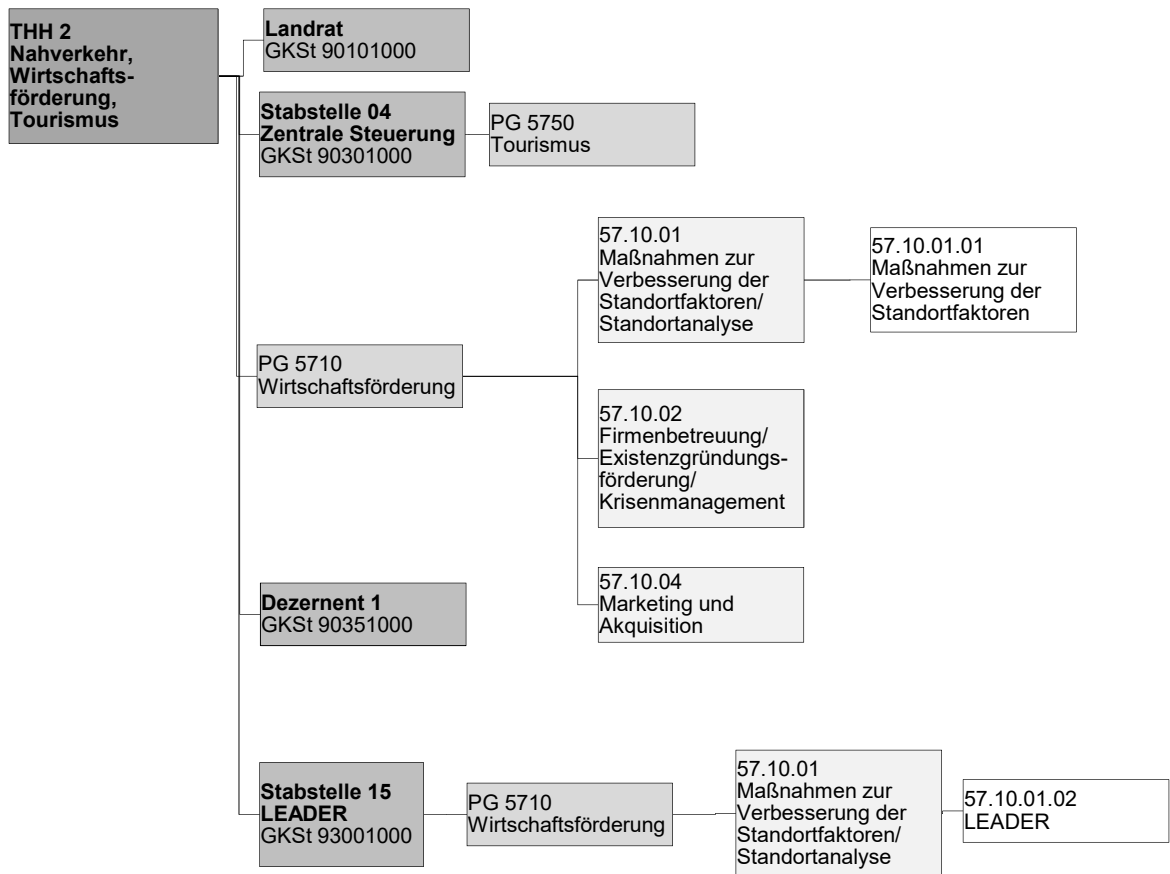 THH 2
Nahverkehr,
Wirtschafts-
förderung,
Tourismus
Landrat
GKSt 90101000
Stabstelle 04
Zentrale Steuerung
GKSt 90301000
PG 5750
Tourismus
PG 5710
Wirtschaftsförderung
57.10.01
Maßnahmen zur
Verbesserung der
Standortfaktoren/
Standortanalyse
57.10.01.01
Maßnahmen zur
Verbesserung der
Standortfaktoren
57.10.02
Firmenbetreuung/
Existenzgründungs-
förderung/
Krisenmanagement
57.10.04
Marketing und
Akquisition
Dezernent 1
GKSt 90351000
Stabstelle 15
LEADER
GKSt 93001000
PG 5710
Wirtschaftsförderung
57.10.01
Maßnahmen zur
Verbesserung der
Standortfaktoren/
Standortanalyse
57.10.01.02
LEADER